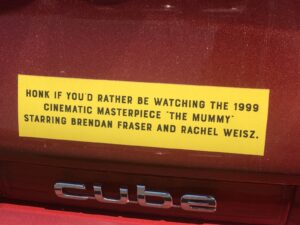 HONK IF YOU'D RATHER BE WATCHING THE 1999
CINEMATIC MASTERPIECE "THE MUMMY"
STARRING BRENDAN FRASER AND RACHEL WEISZ.
cube